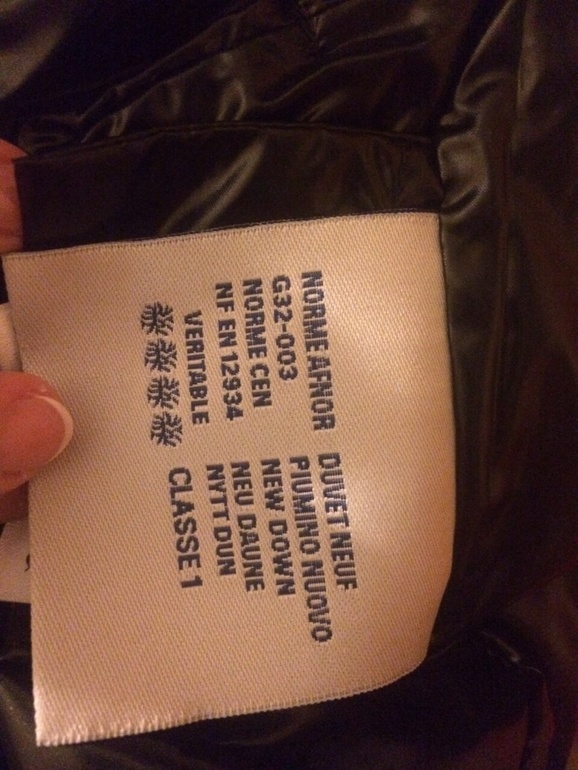 NORME AFNOR
G32-003
NORME CEN
NF EN 12934
VERITABLE
DUVET NEUF
PIUMINO NUOVO
NEW DOWN
NEU DAUNE
NYTT DUN
CLASSE 1